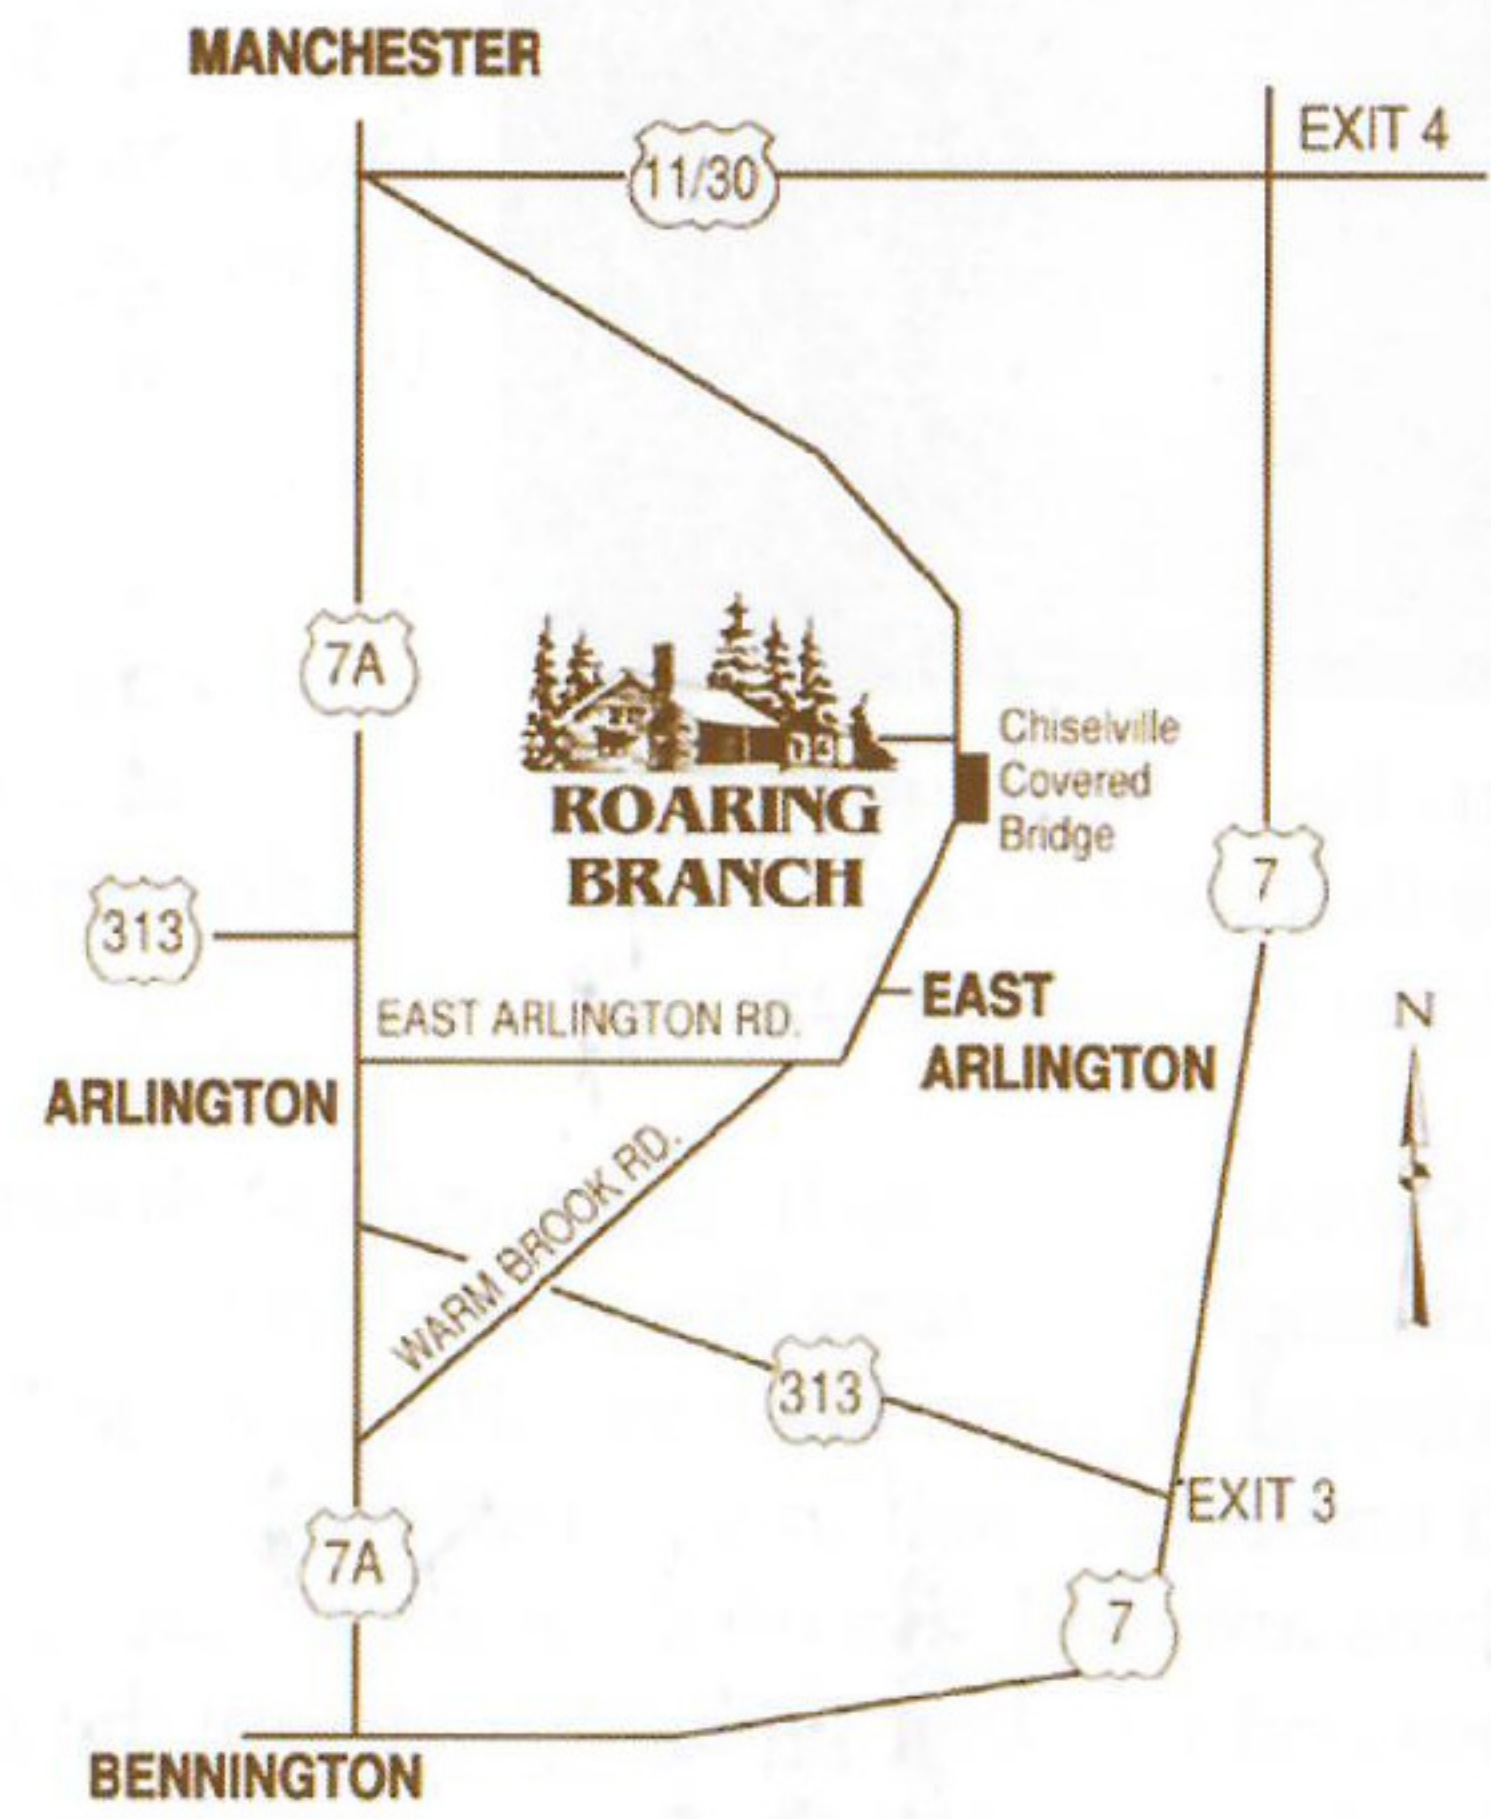 MANCHESTER
EXIT 4
11/30
7A
Chiselville
Covered
Bridge
ROARING
BRANCH
7
313
EAST ARLINGTON RD.
EAST
ARLINGTON
N
ARLINGTON
WARM BROOK RD.
313
EXIT 3
7A
7
BENNINGTON